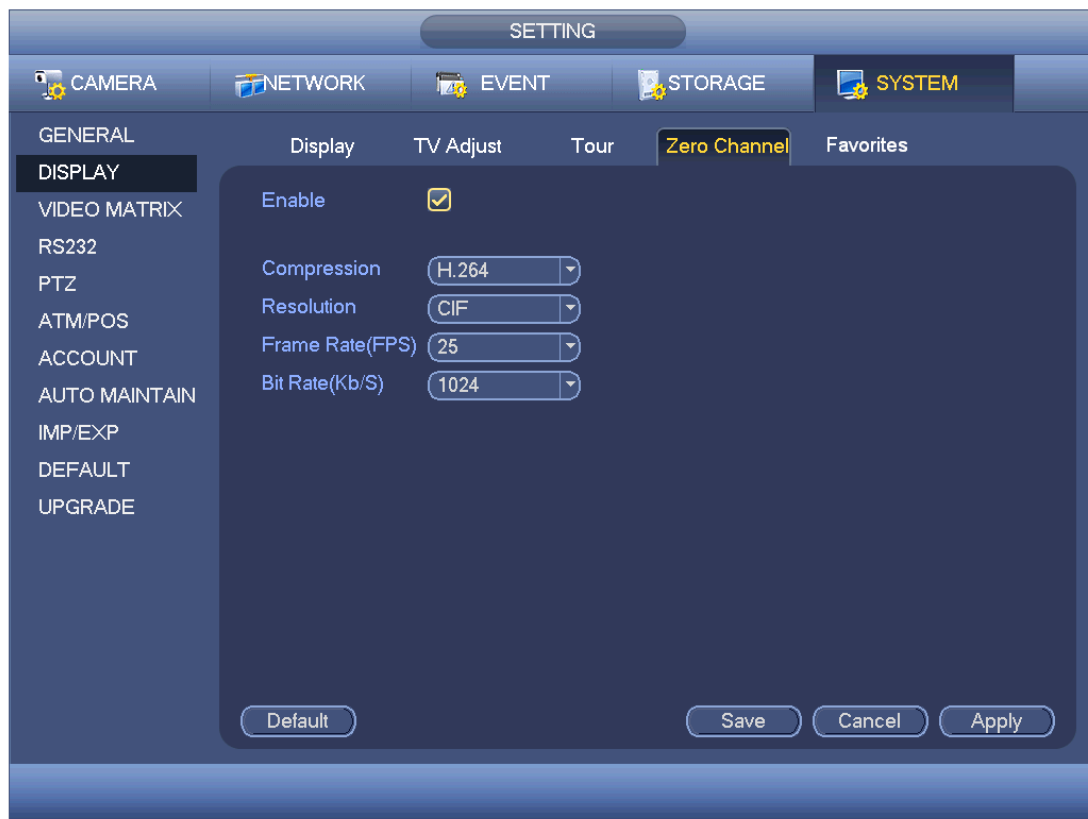 SETTING
CAMERA NETWORK EVENT STORAGE SYSTEM
GENERAL
DISPLAY
VIDEO MATRIX
RS232
PTZ
ATM/POS
ACCOUNT
AUTO MAINTAIN
IMP/EXP
DEFAULT
UPGRADE
Display TV Adjust Tour Zero Channel Favorites
Enable
Compression H.264
Resolution CIF
Frame Rate(FPS) 25
Bit Rate(Kb/S) 1024
Default Save Cancel Apply